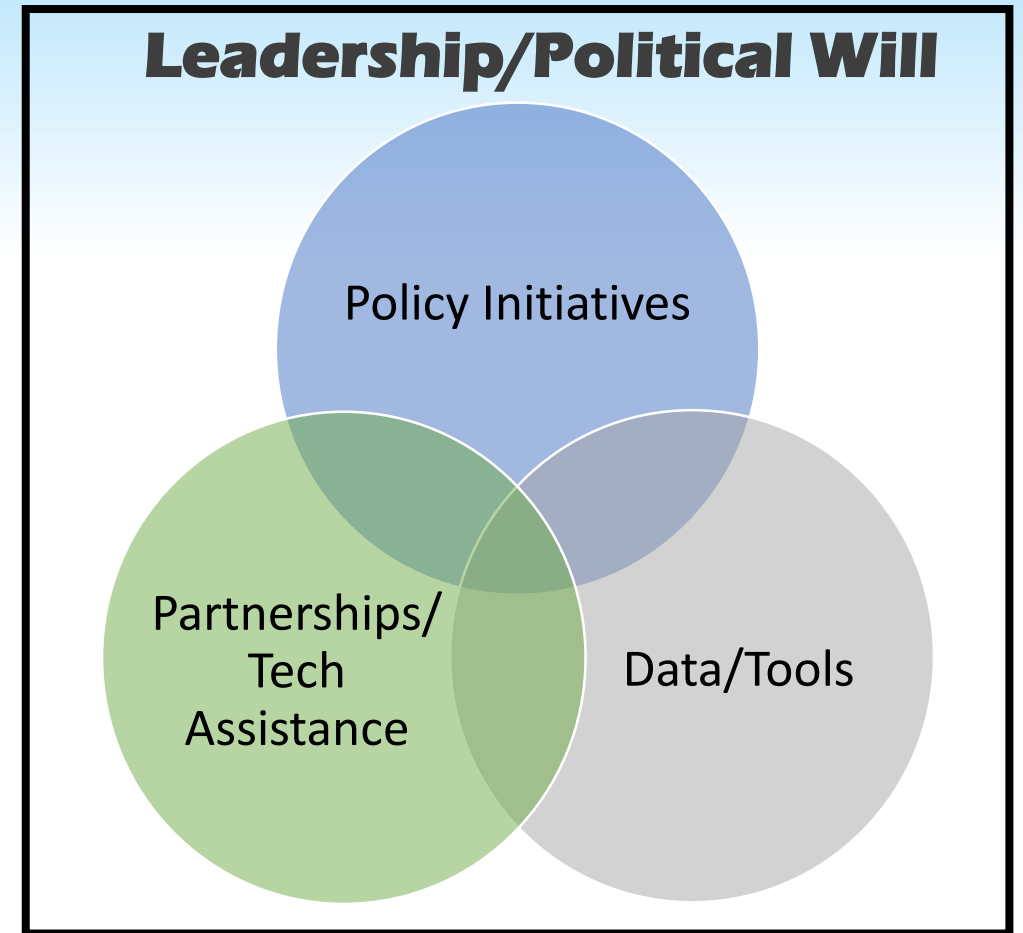 Leadership/Political Will
Policy Initiatives
Partnerships/
Tech
Assistance
Data/Tools